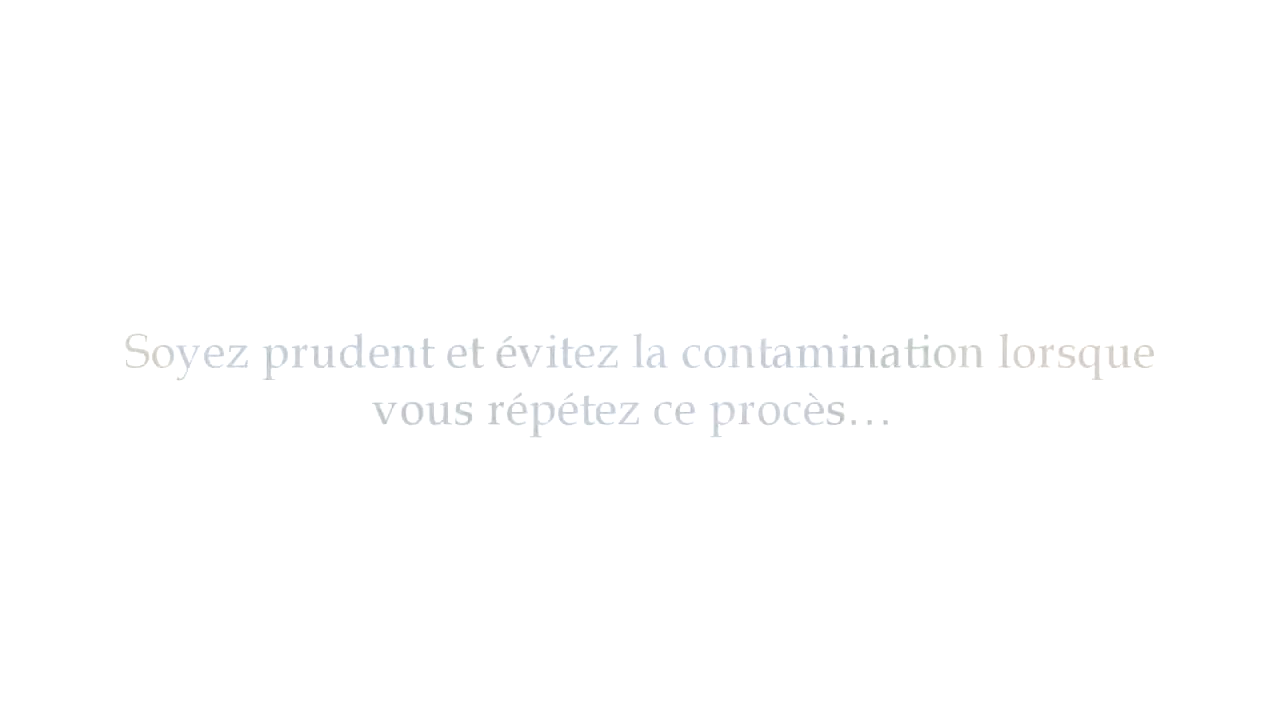 Soyez prudent et évitez la contamination lorsque
vous répétez ce procès…